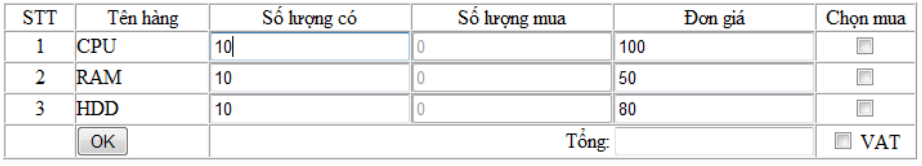 STT Tên hàng Số lượng có Số lượng mua Đơn giá Chọn mua
1 CPU 10 0 100
2 RAM 10 0 50
3 HDD 10 0 80
OK Tổng: VAT